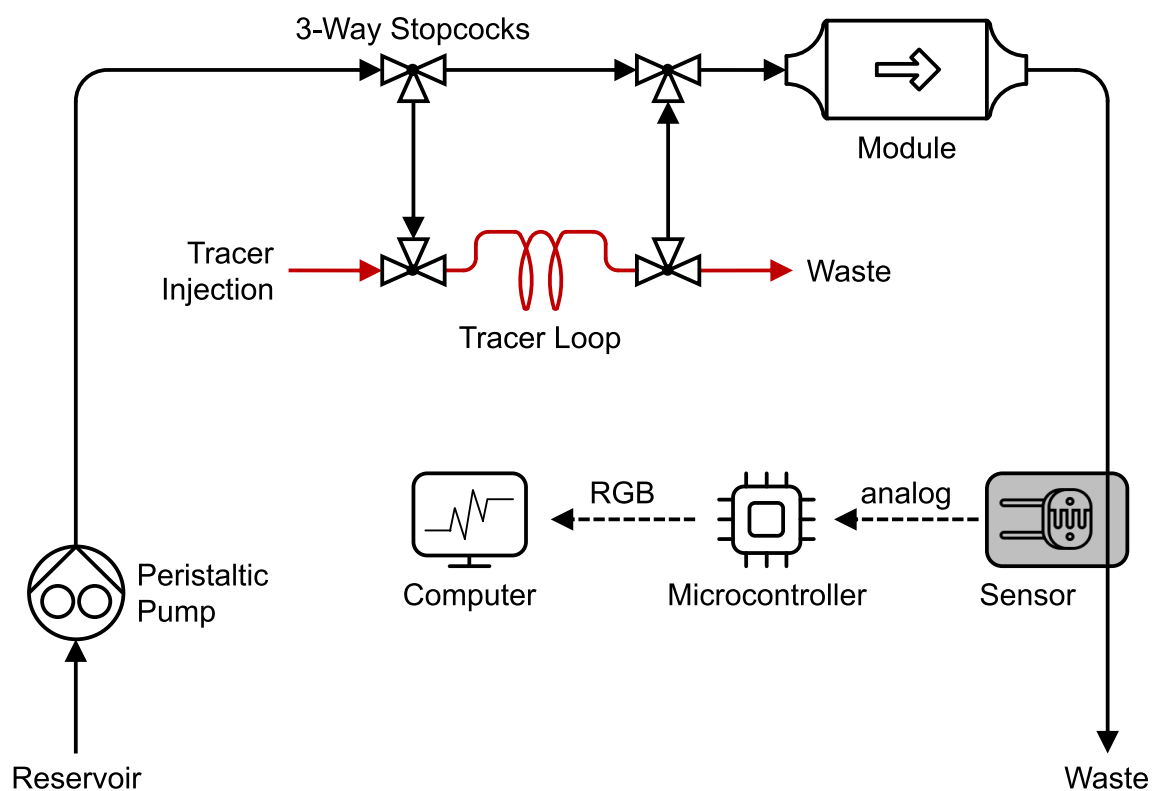 3-Way Stopcocks
Module
Tracer
Injection
Waste
Tracer Loop
RGB
analog
Computer
Microcontroller
Sensor
Peristaltic
Pump
Reservoir
Waste